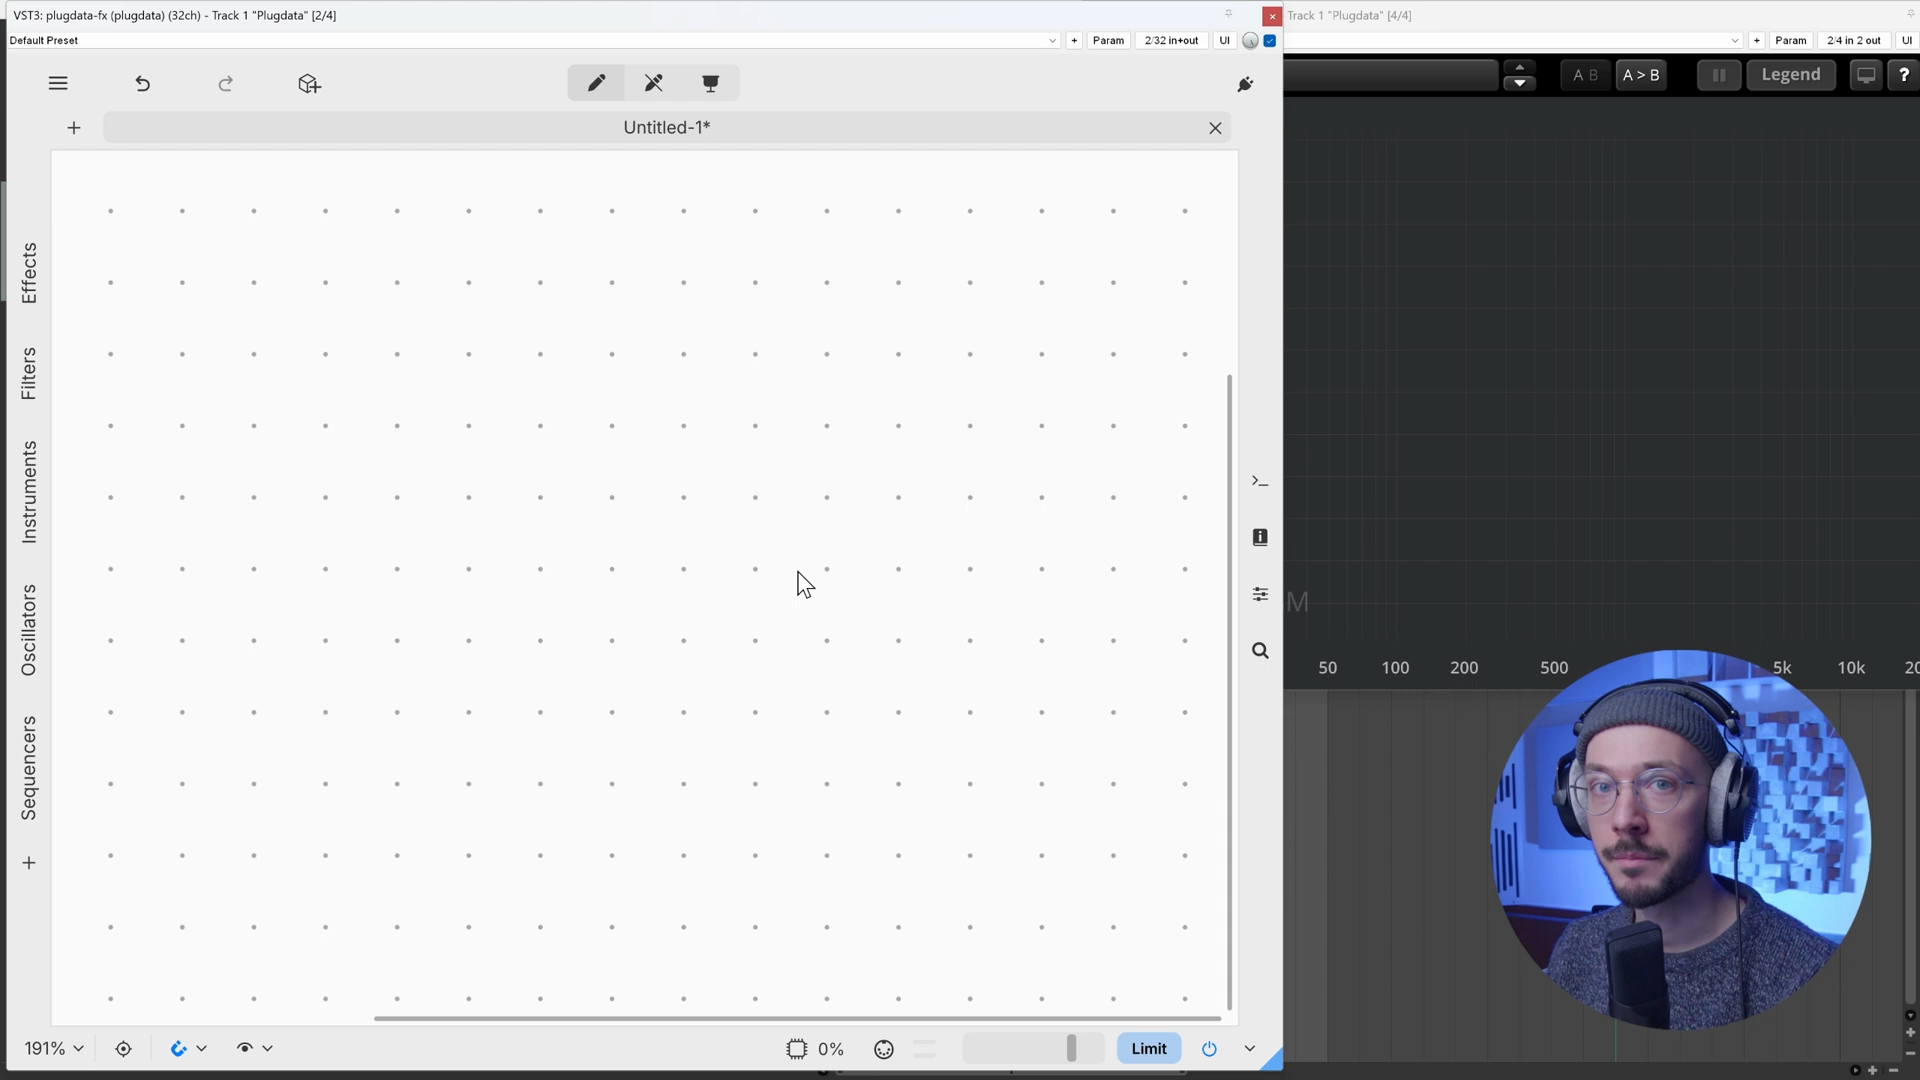 VST3: plugdata-fx (plugdata) (32ch) - Track 1 "Plugdata" [2/4]
Track 1 "Plugdata" [4/4]
Default Preset
+
Param
2/32 in+out
UI
+
Param
2/4 in 2 out
UI
A B
A > B
Legend
?
Untitled-1*
Effects
Filters
Instruments
Oscillators
Sequencers
M
50
100
200
500
5k
10k
20
191%
0%
Limit